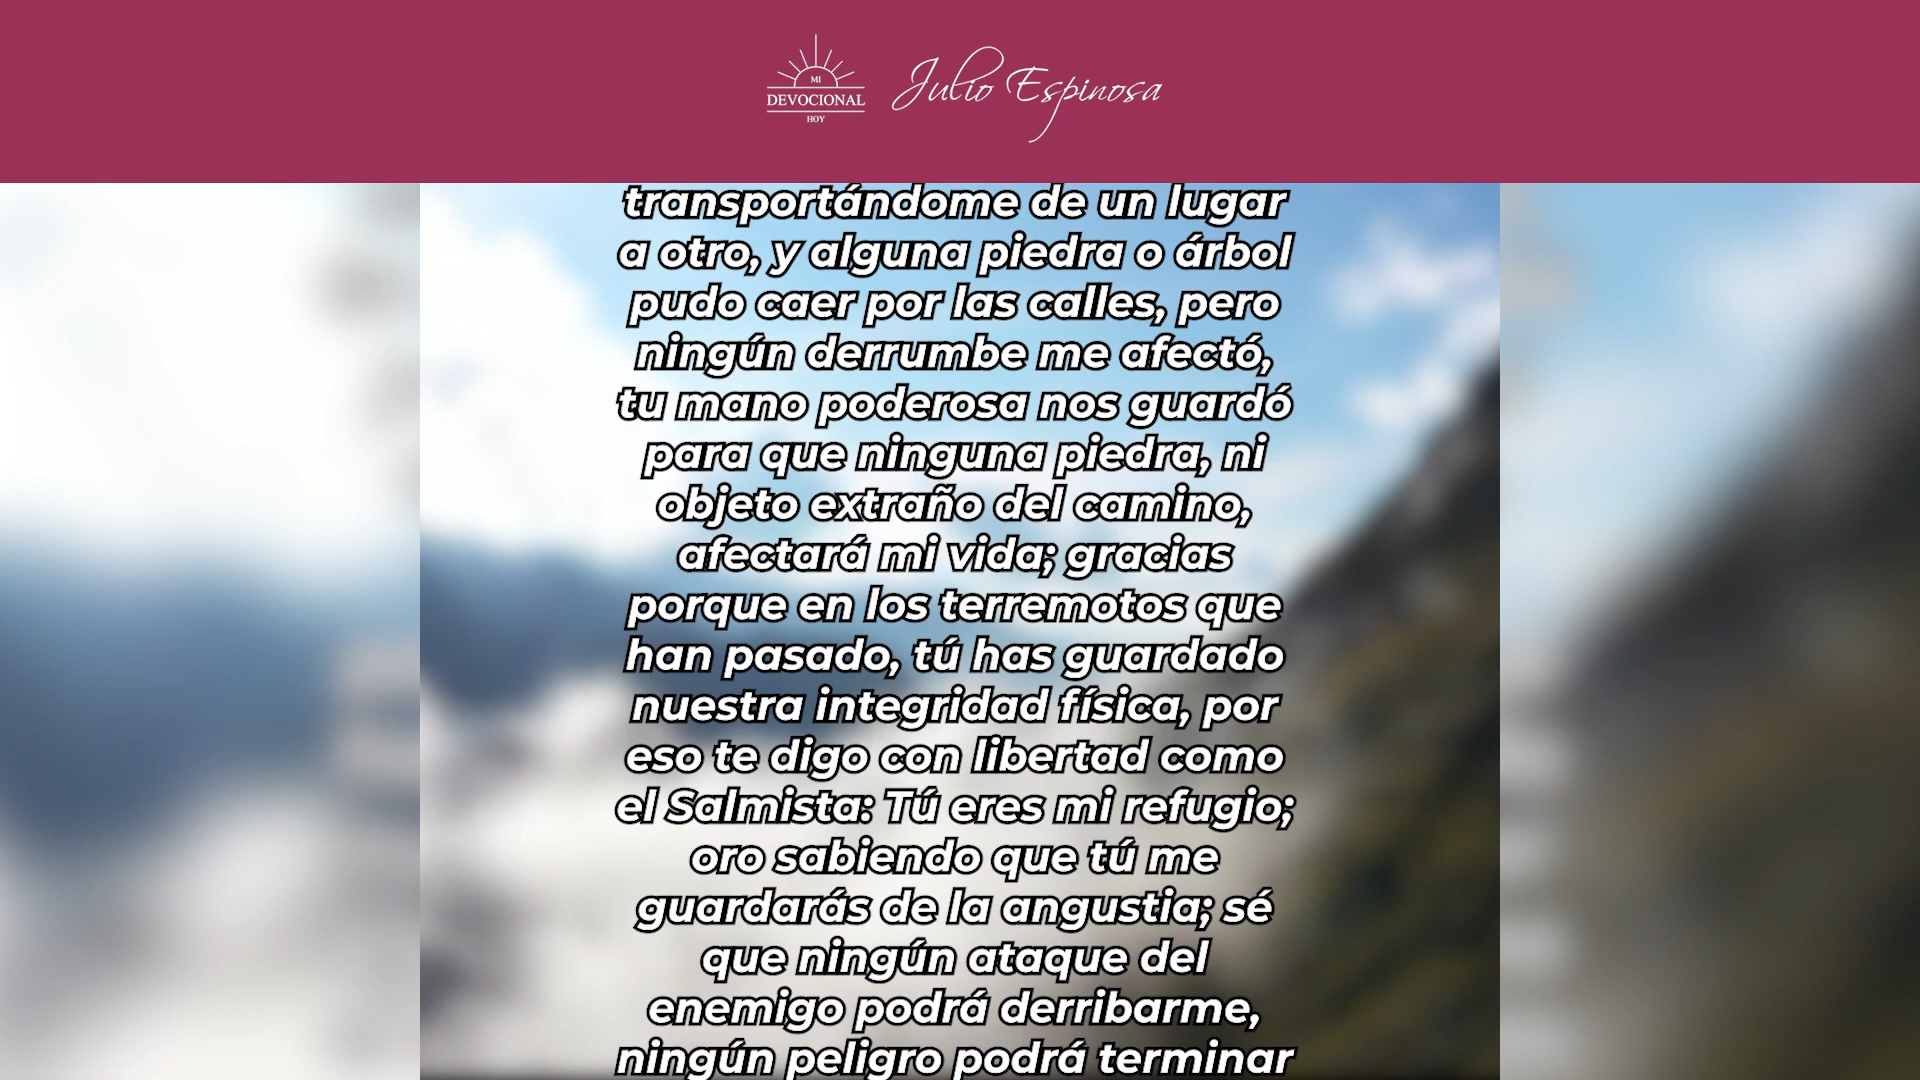 MI
DEVOCIONAL
HOY
Julio Espinosa
transportándome de un lugar
a otro, y alguna piedra o árbol
pudo caer por las calles, pero
ningún derrumbe me afectó,
tu mano poderosa nos guardó
para que ninguna piedra, ni
objeto extraño del camino,
afectará mi vida; gracias
porque en los terremotos que
han pasado, tú has guardado
nuestra integridad física, por
eso te digo con libertad como
el Salmista: Tú eres mi refugio;
oro sabiendo que tú me
guardarás de la angustia; sé
que ningún ataque del
enemigo podrá derribarme,
ningún peligro podrá terminar